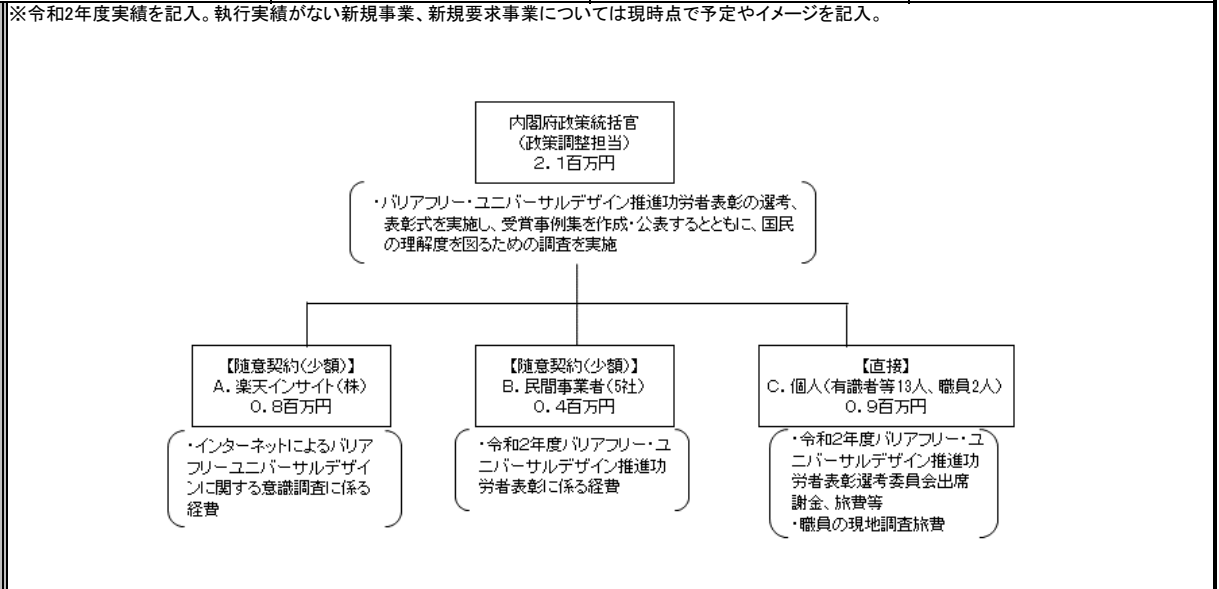 ※令和2年度実績を記入。執行実績がない新規事業、新規要求事業については現時点で予定やイメージを記入。
内閣府政策統括官
（政策調整担当）
2．1百万円
・バリアフリー・ユニバーサルデザイン推進功労者表彰の選考、
表彰式を実施し、受賞事例集を作成・公表するとともに、国民
の理解度を図るための調査を実施
【随意契約（少額）】
A．楽天インサイト（株）
0．8百万円
・インターネットによるバリア
フリーユニバーサルデザイ
ンに関する意識調査に係る
経費
【随意契約（少額）】
B．民間事業者（5社）
0．4百万円
・令和2年度バリアフリー・ユ
ニバーサルデザイン推進功
労者表彰に係る経費
【直接】
C．個人（有識者等13人、職員2人）
0．9百万円
・令和2年度バリアフリー・ユ
ニバーサルデザイン推進功
労者表彰選考委員会出席
謝金、旅費等
・職員の現地調査旅費